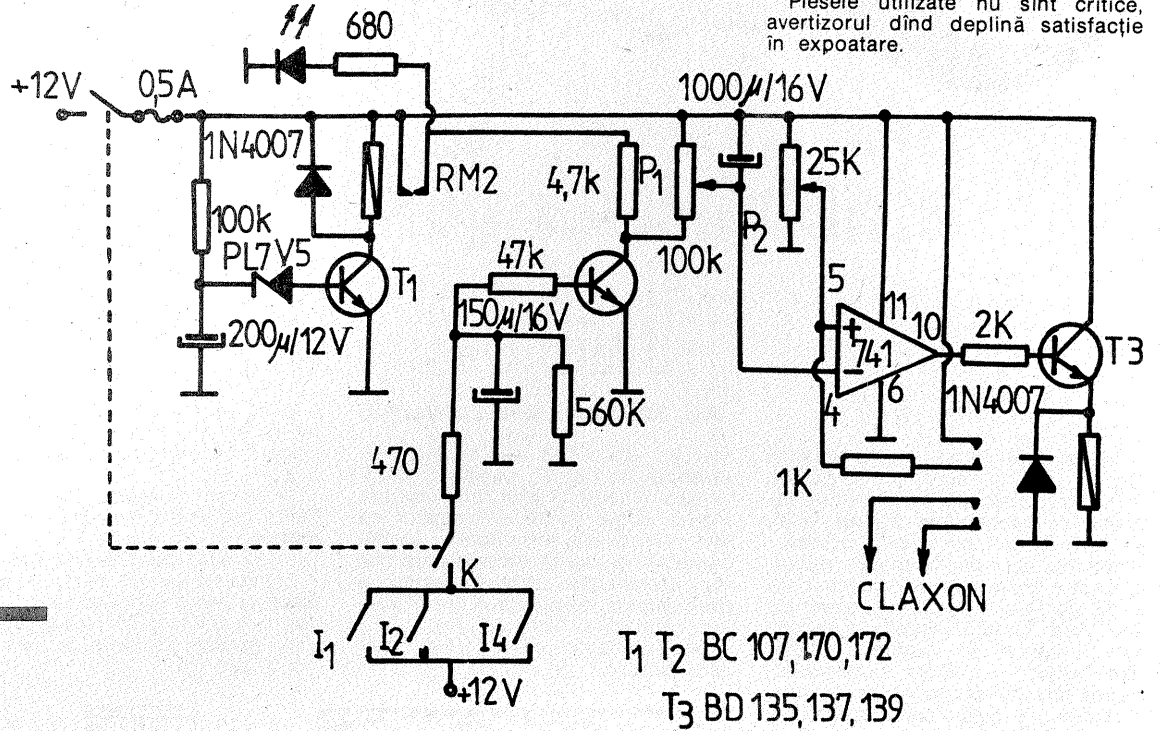 Piesele utilizate nu sînt critice,
avertizorul dînd deplină satisfacție
în expoatare.
680
+12V
0,5A
1000µ/16V
1N4007
RM2
4,7k
P1
25K
100k
PL7V5
T1
47k
100k
P2
5
200µ/12V
150µ/16V
11
10
2K
T3
+
741
-
4
6
1N4007
560K
470
1K
K
CLAXON
I1
I2
I4
T1 T2 BC 107,170,172
+12V
T3 BD 135,137,139